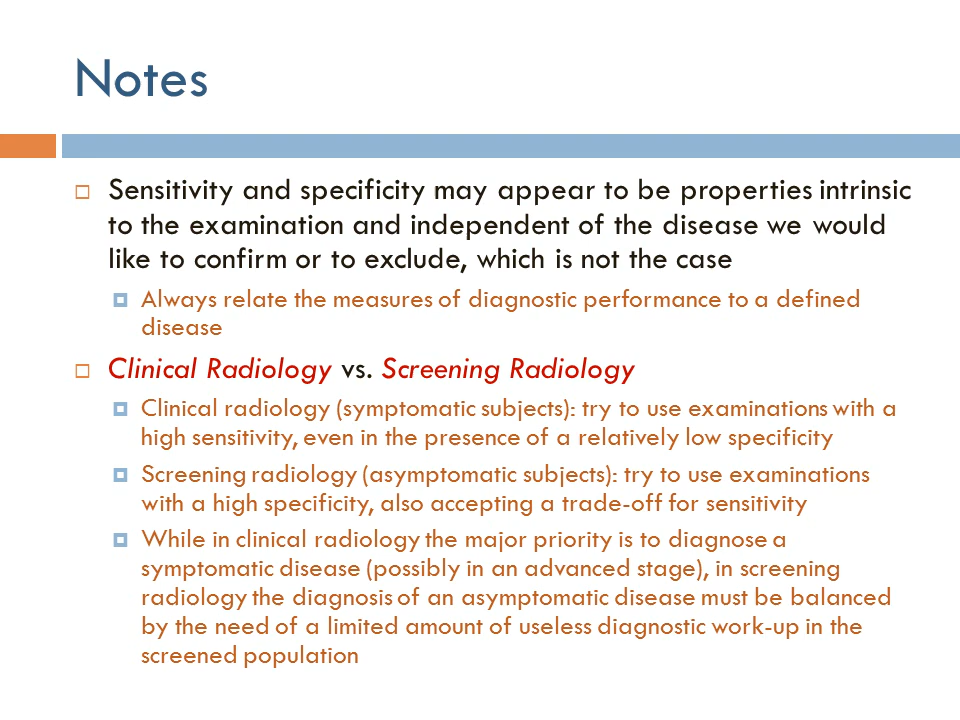 Notes
Sensitivity and specificity may appear to be properties intrinsic
to the examination and independent of the disease we would
like to confirm or to exclude, which is not the case
Always relate the measures of diagnostic performance to a defined
disease
Clinical Radiology vs. Screening Radiology
Clinical radiology (symptomatic subjects): try to use examinations with a
high sensitivity, even in the presence of a relatively low specificity
Screening radiology (asymptomatic subjects): try to use examinations
with a high specificity, also accepting a trade-off for sensitivity
While in clinical radiology the major priority is to diagnose a
symptomatic disease (possibly in an advanced stage), in screening
radiology the diagnosis of an asymptomatic disease must be balanced
by the need of a limited amount of useless diagnostic work-up in the
screened population